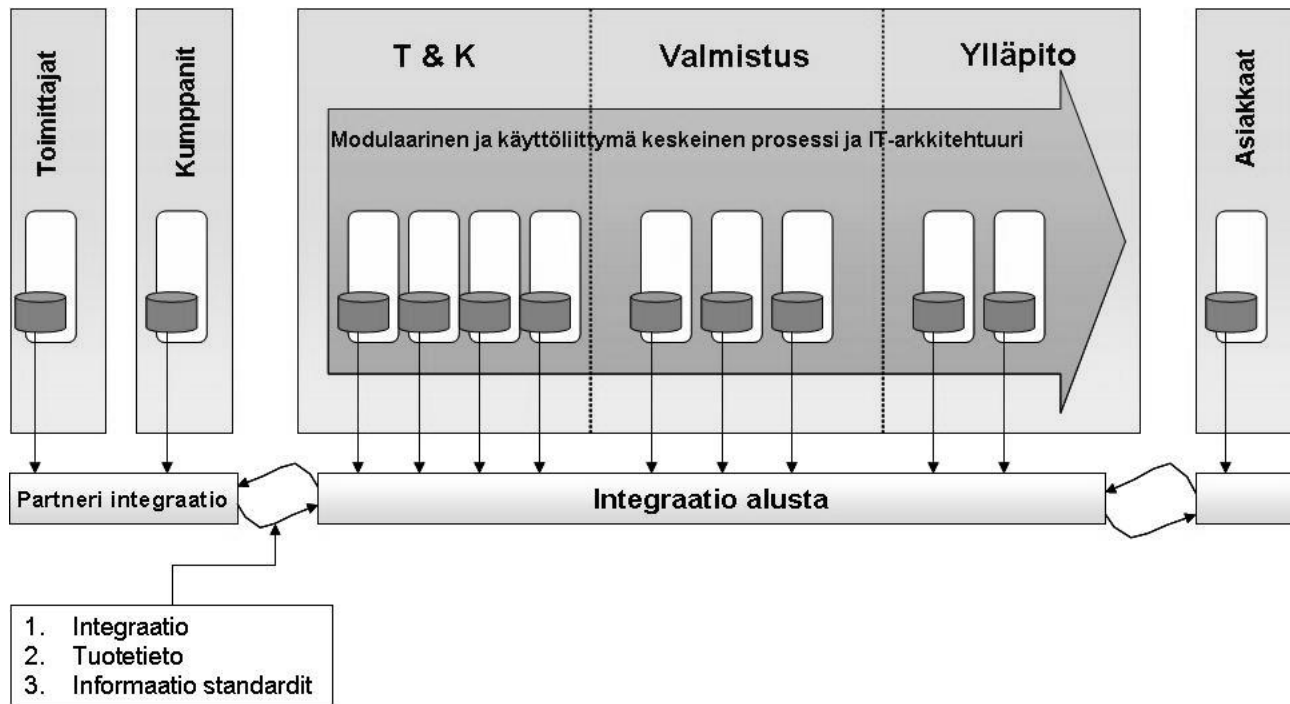 Toimittajat
Kumppanit
T & K
Valmistus
Ylläpito
Asiakkaat
Modulaarinen ja käyttöliittymä keskeinen prosessi ja IT-arkkitehtuuri
Partneri integraatio
Integraatio alusta
1. Integraatio
2. Tuotetieto
3. Informaatio standardit